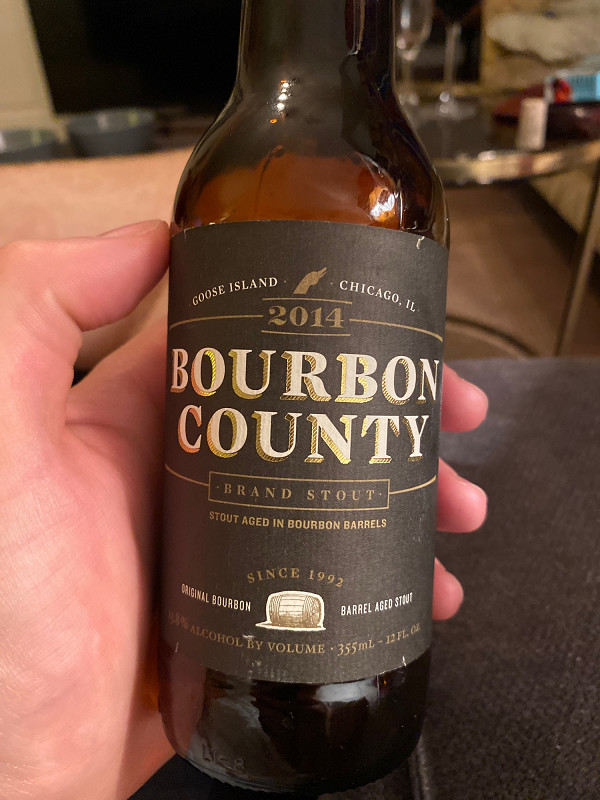 GOOSE ISLAND · CHICAGO, IL
2014
BOURBON
COUNTY
· BRAND STOUT ·
STOUT AGED IN BOURBON BARRELS
SINCE 1992
ORIGINAL BOURBON BARREL AGED STOUT
ALCOHOL BY VOLUME · 355mL - 12 FL. OZ.